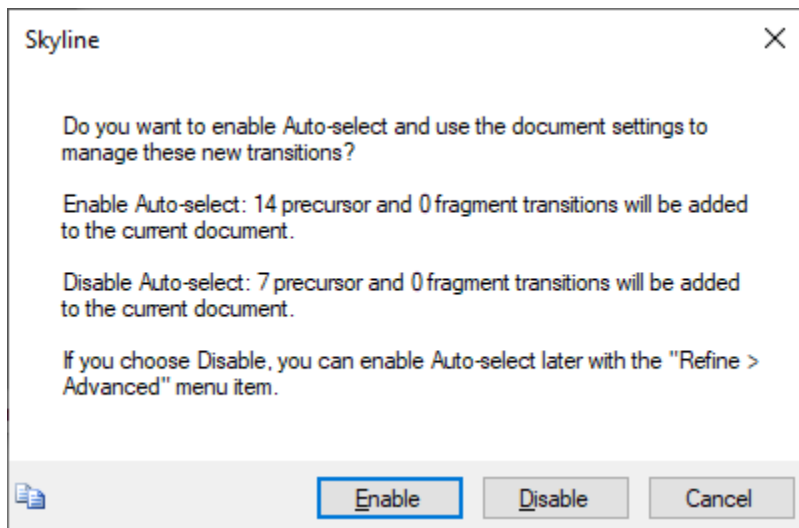 Skyline
Do you want to enable Auto-select and use the document settings to
manage these new transitions?
Enable Auto-select: 14 precursor and 0 fragment transitions will be added
to the current document.
Disable Auto-select: 7 precursor and 0 fragment transitions will be added
to the current document.
If you choose Disable, you can enable Auto-select later with the "Refine >
Advanced" menu item.
Enable
Disable
Cancel